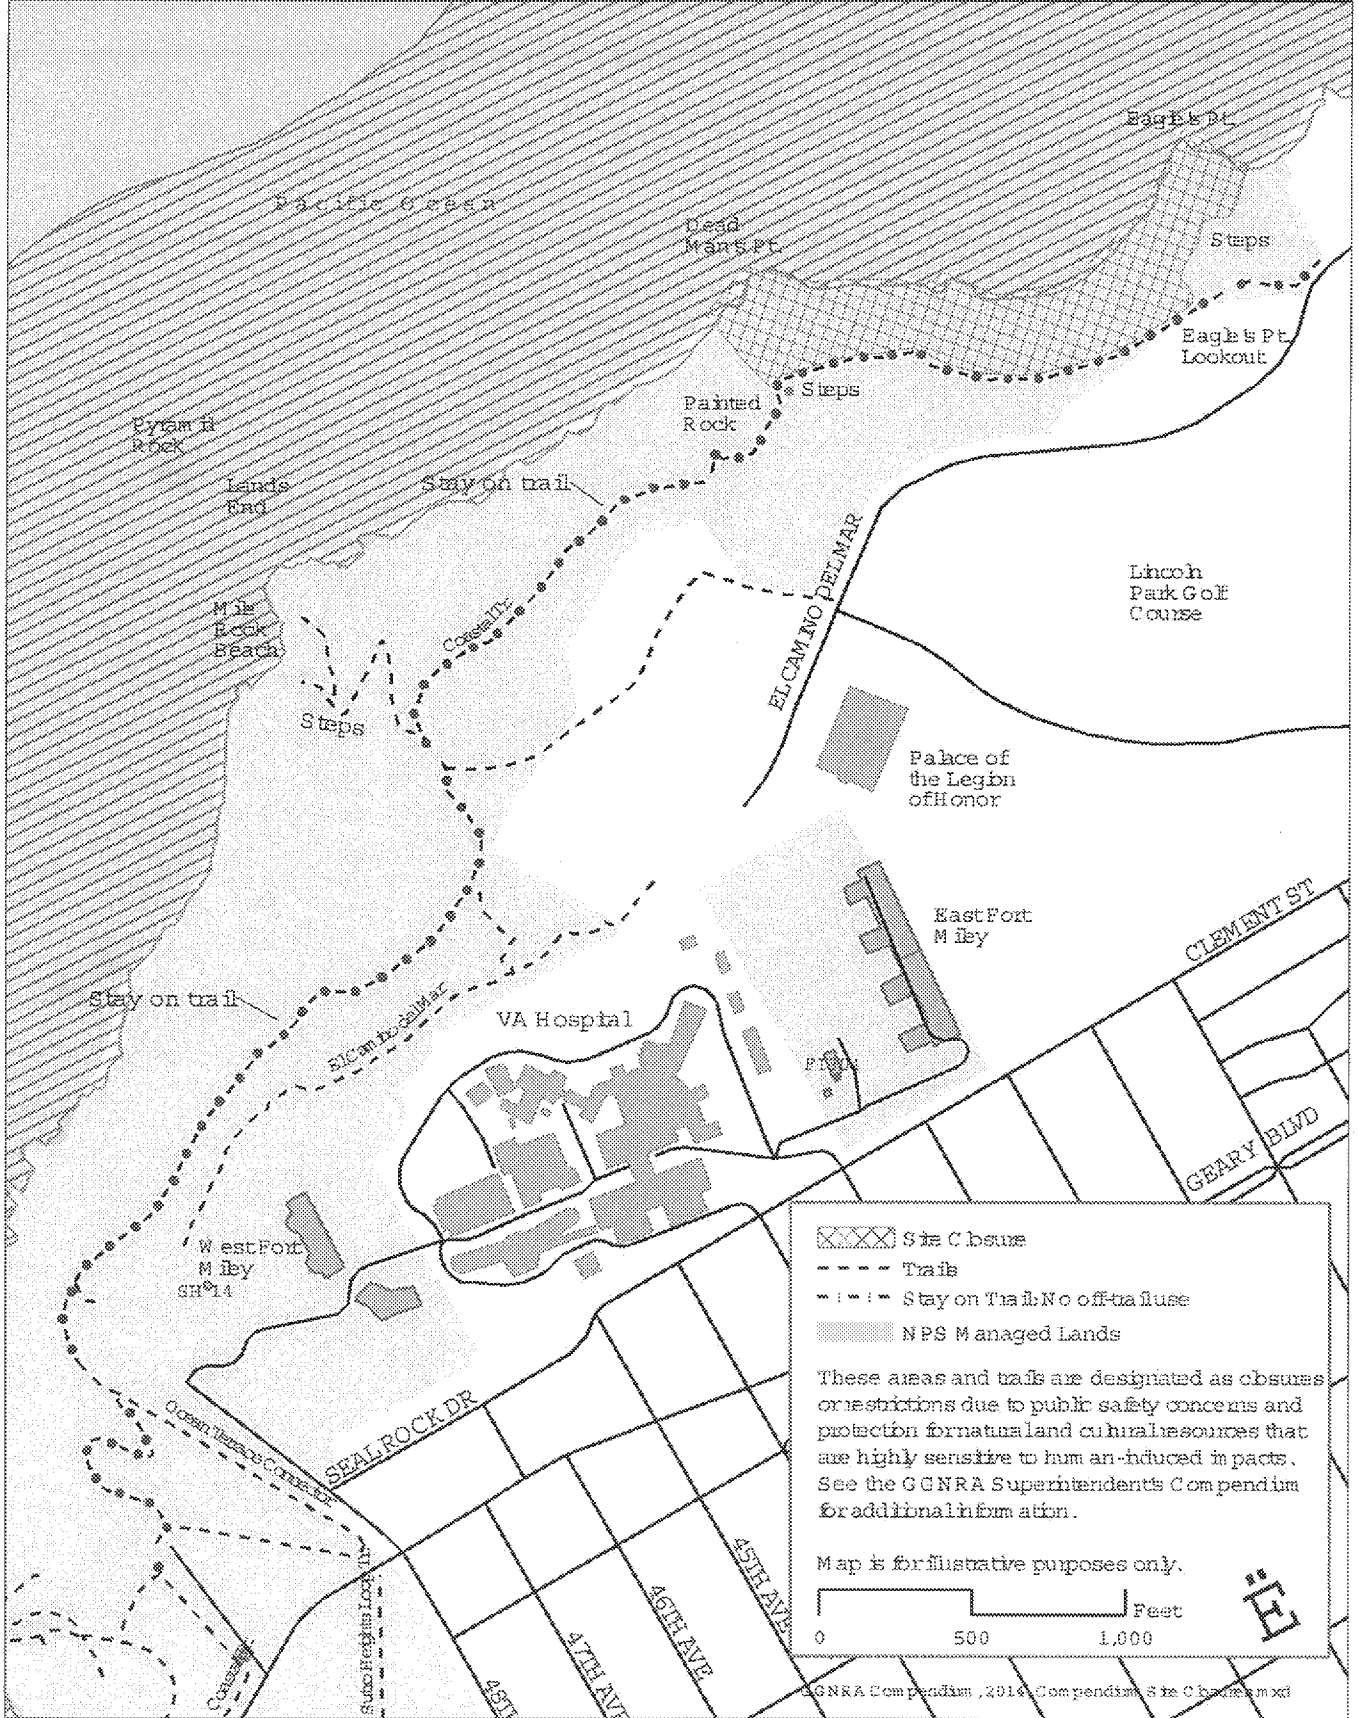 Eagle's Pt.
Pacific Ocean
Dead
Man's Pt.
Steps
Eagle's Pt.
Lookout
Steps
Painted
Rock
Pyramid
Rock
Lands
End
Stay on trail
EL CAMINO DEL MAR
Lincoln
Park Golf
Course
Mile
Rock
Beach
Coastal Tr.
Steps
Palace of
the Legion
of Honor
East Fort
Miley
CLEMENT ST
Stay on trail
El Camino del Mar
VA Hospital
GEARY BLVD
West Fort
Miley
SH*14
Ocean Terrace Connector
SEAL ROCK DR
Sutro Heights Loop Tr.
45TH AVE
46TH AVE
47TH AVE
48TH
Site Closure
Trails
Stay on Trail: No off-trail use
NPS Managed Lands
These areas and trails are designated as closures
or restrictions due to public safety concerns and
protection for natural and cultural resources that
are highly sensitive to human-induced impacts.
See the GGNRA Superintendent's Compendium
for additional information.
Map is for illustrative purposes only.
Feet
0 500 1,000
GGNRA Compendium, 2014, Compendium Site Closures.mxd